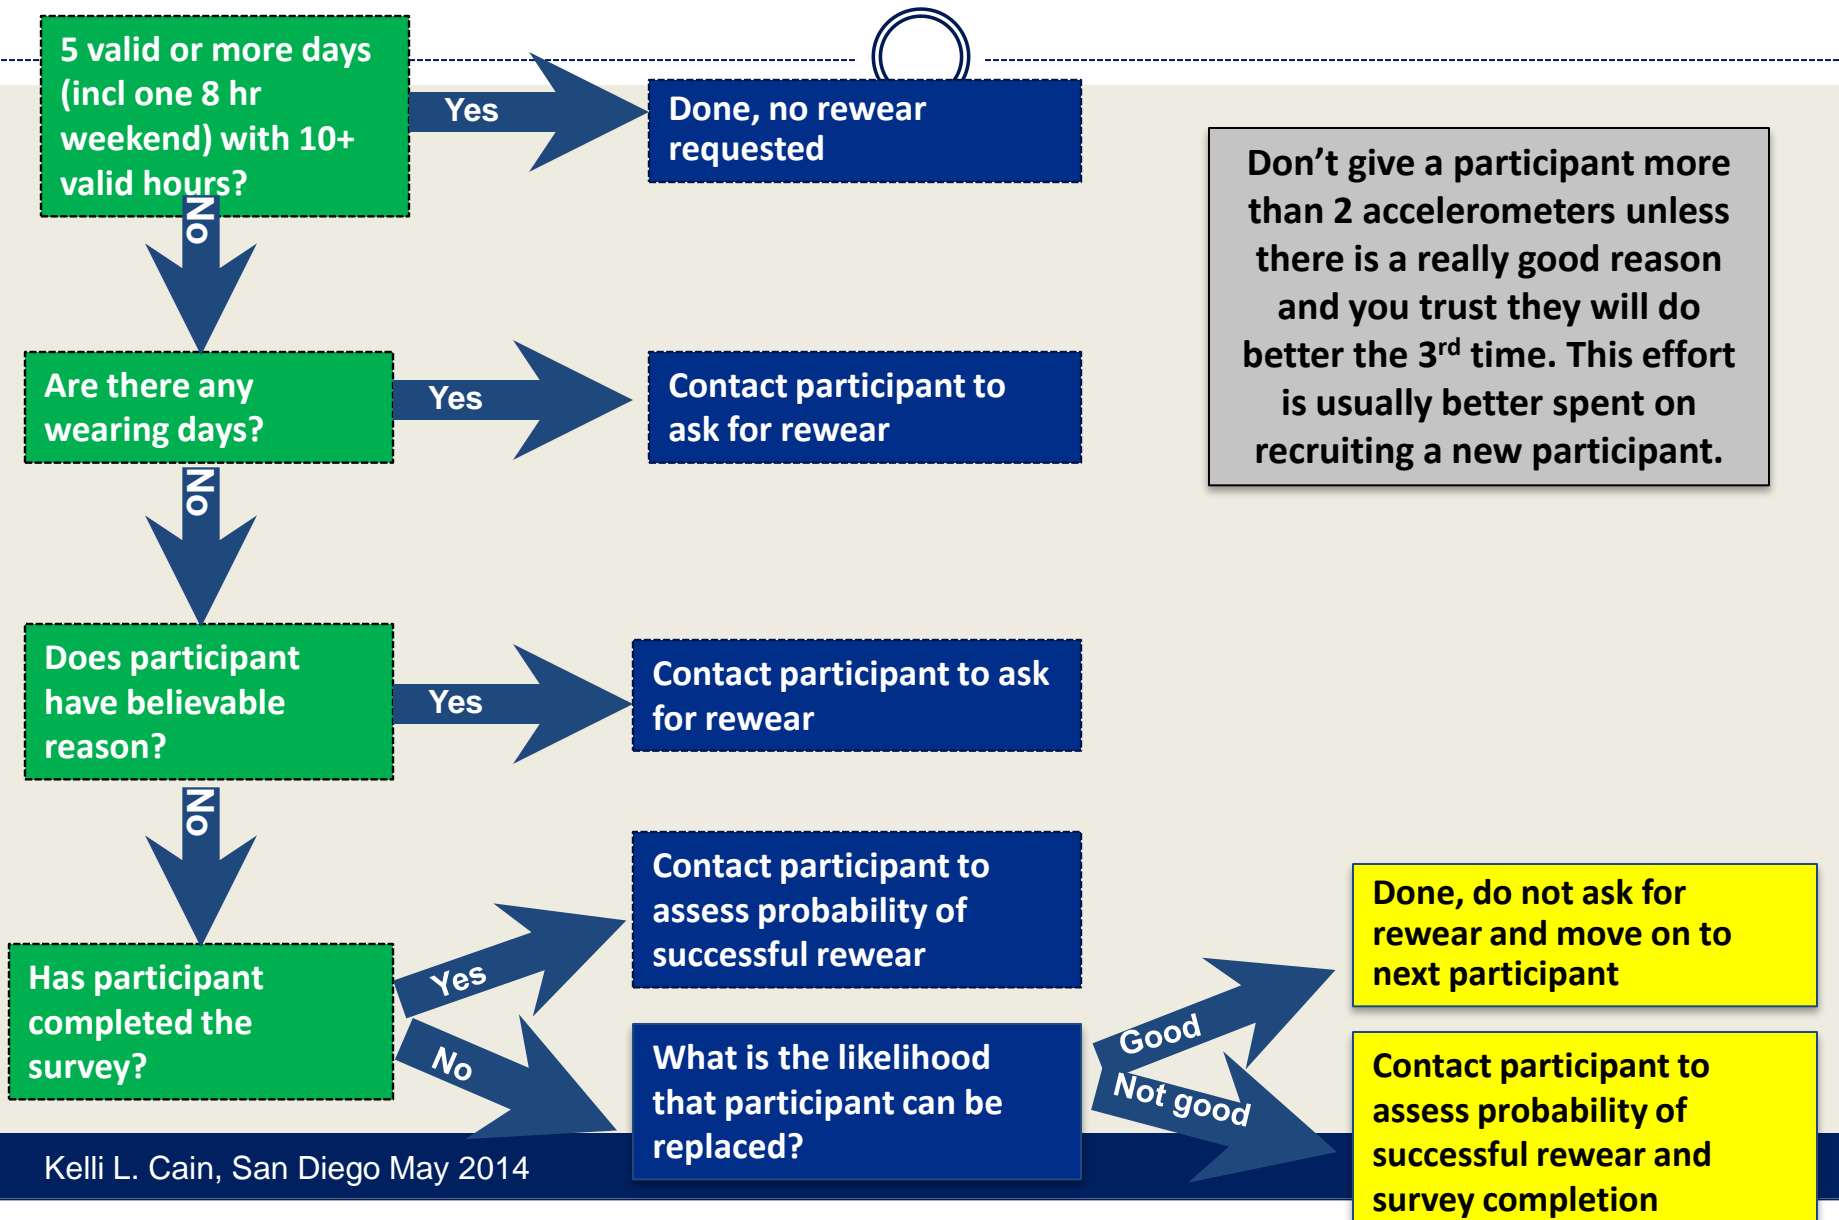 5 valid or more days
(incl one 8 hr
weekend) with 10+
valid hours?
Yes
Done, no rewear
requested
Don’t give a participant more
than 2 accelerometers unless
there is a really good reason
and you trust they will do
better the 3rd time. This effort
is usually better spent on
recruiting a new participant.
No
Are there any
wearing days?
Yes
Contact participant to
ask for rewear
No
Does participant
have believable
reason?
Yes
Contact participant to ask
for rewear
No
Has participant
completed the
survey?
Yes
Contact participant to
assess probability of
successful rewear
No
What is the likelihood
that participant can be
replaced?
Good
Done, do not ask for
rewear and move on to
next participant
Not good
Contact participant to
assess probability of
successful rewear and
survey completion
Kelli L. Cain, San Diego May 2014